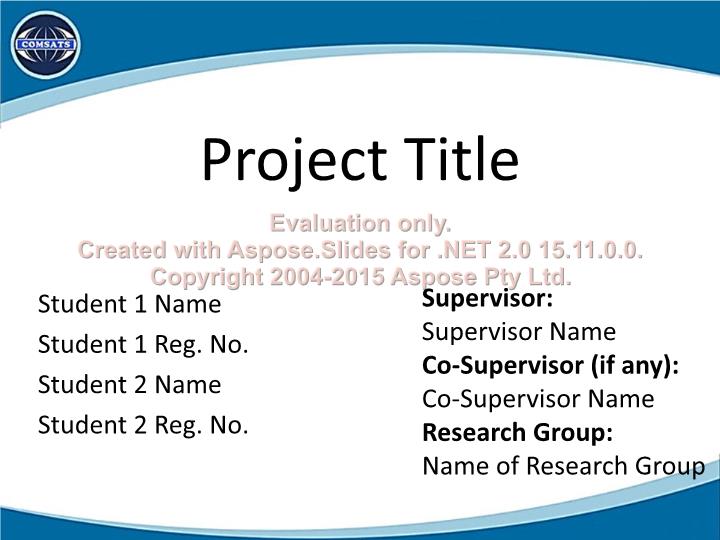 COMSATS
Project Title
Evaluation only.
Created with Aspose.Slides for .NET 2.0 15.11.0.0.
Copyright 2004-2015 Aspose Pty Ltd.
Student 1 Name
Student 1 Reg. No.
Student 2 Name
Student 2 Reg. No.
Supervisor:
Supervisor Name
Co-Supervisor (if any):
Co-Supervisor Name
Research Group:
Name of Research Group